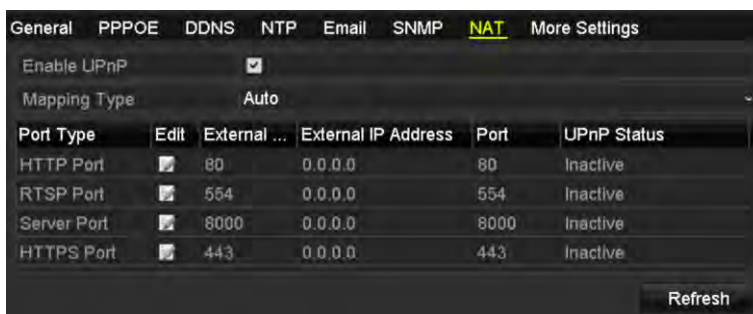 General PPPOE DDNS NTP Email SNMP NAT More Settings
Enable UPnP
Mapping Type Auto
Port Type Edit External ... External IP Address Port UPnP Status
HTTP Port 80 0.0.0.0 80 Inactive
RTSP Port 554 0.0.0.0 554 Inactive
Server Port 8000 0.0.0.0 8000 Inactive
HTTPS Port 443 0.0.0.0 443 Inactive
Refresh